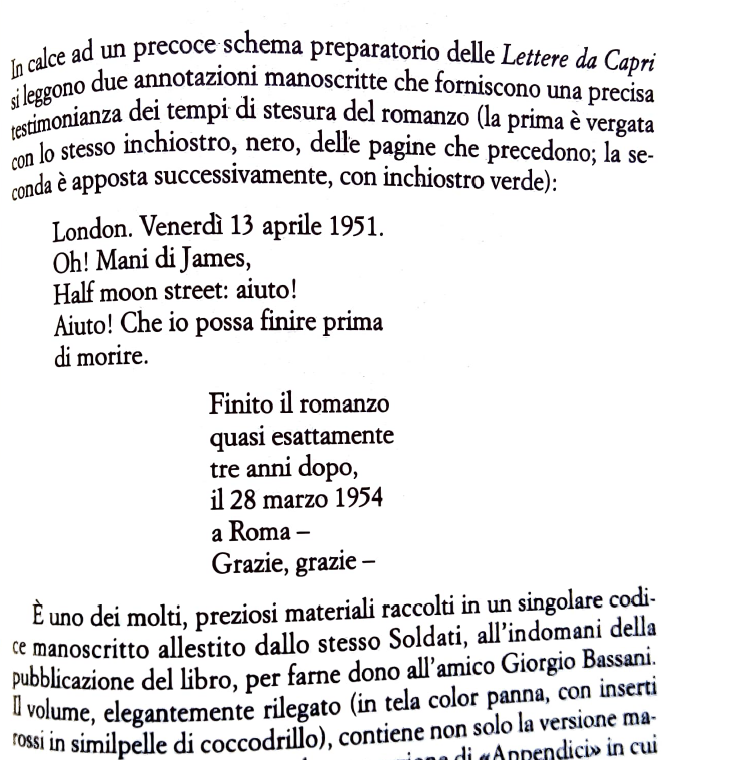 In calce ad un precoce schema preparatorio delle Lettere da Capri
si leggono due annotazioni manoscritte che forniscono una precisa
testimonianza dei tempi di stesura del romanzo (la prima è vergata
con lo stesso inchiostro, nero, delle pagine che precedono; la se-
conda è apposta successivamente, con inchiostro verde):
London. Venerdì 13 aprile 1951.
Oh! Mani di James,
Half moon street: aiuto!
Aiuto! Che io possa finire prima
di morire.
Finito il romanzo
quasi esattamente
tre anni dopo,
il 28 marzo 1954
a Roma –
Grazie, grazie –
È uno dei molti, preziosi materiali raccolti in un singolare codi-
ce manoscritto allestito dallo stesso Soldati, all'indomani della
pubblicazione del libro, per farne dono all'amico Giorgio Bassani.
Il volume, elegantemente rilegato (in tela color panna, con inserti
rossi in similpelle di coccodrillo), contiene non solo la versione ma-
di «Appendici» in cui